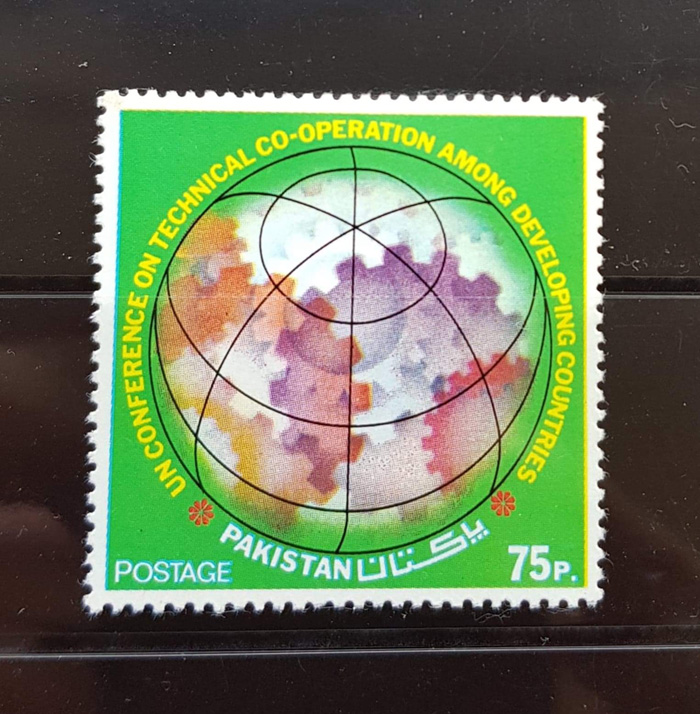 UN CONFERENCE ON TECHNICAL CO-OPERATION AMONG DEVELOPING COUNTRIES
PAKISTAN پاکستان
POSTAGE
75P.